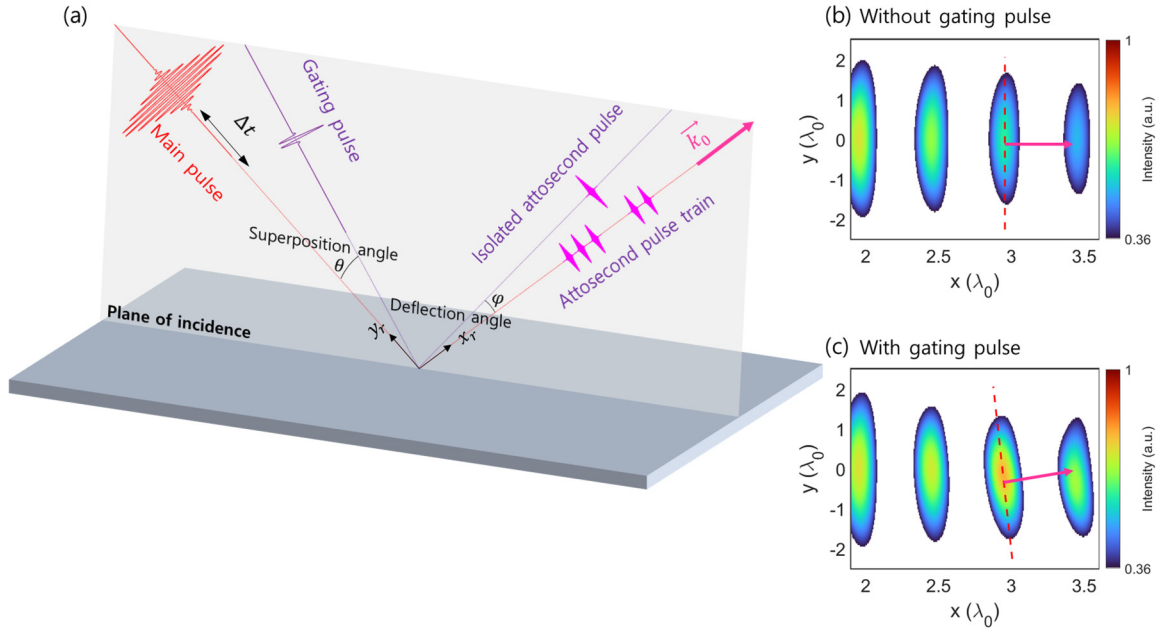 (a)
Main pulse
Δt
Gating pulse
Isolated attosecond pulse
k₀
Attosecond pulse train
Superposition angle
θ
Deflection angle
φ
Plane of incidence
yᵣ
xᵣ
(b) Without gating pulse
y (λ₀)
2
1
0
-1
-2
2 2.5 3 3.5
x (λ₀)
1
Intensity (a.u.)
0.36
(c) With gating pulse
y (λ₀)
2
1
0
-1
-2
2 2.5 3 3.5
x (λ₀)
1
Intensity (a.u.)
0.36